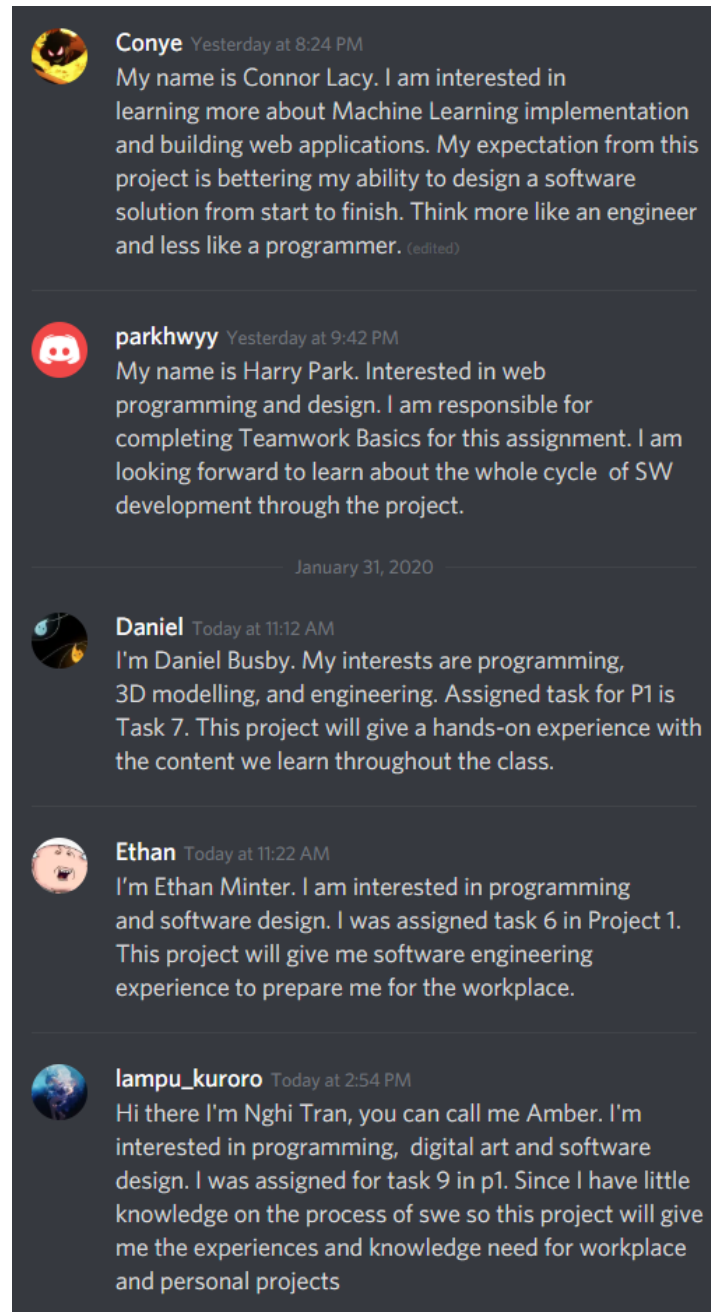 Conye Yesterday at 8:24 PM
My name is Connor Lacy. I am interested in
learning more about Machine Learning implementation
and building web applications. My expectation from this
project is bettering my ability to design a software
solution from start to finish. Think more like an engineer
and less like a programmer. (edited)
parkhwyy Yesterday at 9:42 PM
My name is Harry Park. Interested in web
programming and design. I am responsible for
completing Teamwork Basics for this assignment. I am
looking forward to learn about the whole cycle  of SW
development through the project.
January 31, 2020
Daniel Today at 11:12 AM
I'm Daniel Busby. My interests are programming,
3D modelling, and engineering. Assigned task for P1 is
Task 7. This project will give a hands-on experience with
the content we learn throughout the class.
Ethan Today at 11:22 AM
I’m Ethan Minter. I am interested in programming
and software design. I was assigned task 6 in Project 1.
This project will give me software engineering
experience to prepare me for the workplace.
lampu_kuroro Today at 2:54 PM
Hi there I'm Nghi Tran, you can call me Amber. I'm
interested in programming,  digital art and software
design. I was assigned for task 9 in p1. Since I have little
knowledge on the process of swe so this project will give
me the experiences and knowledge need for workplace
and personal projects